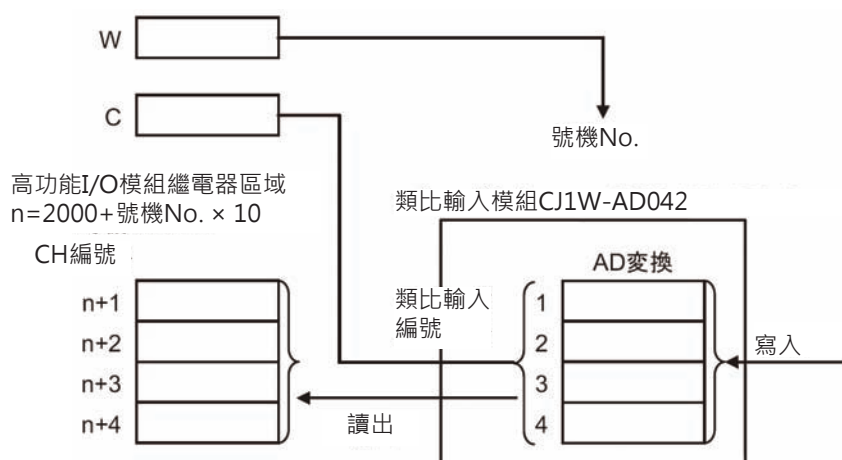 W
C
號機No.
高功能I/O模組繼電器區域
n=2000+號機No. × 10
CH編號
類比輸入模組CJ1W-AD042
AD変換
n+1
n+2
n+3
n+4
類比輸入
編號
1
2
3
4
寫入
讀出